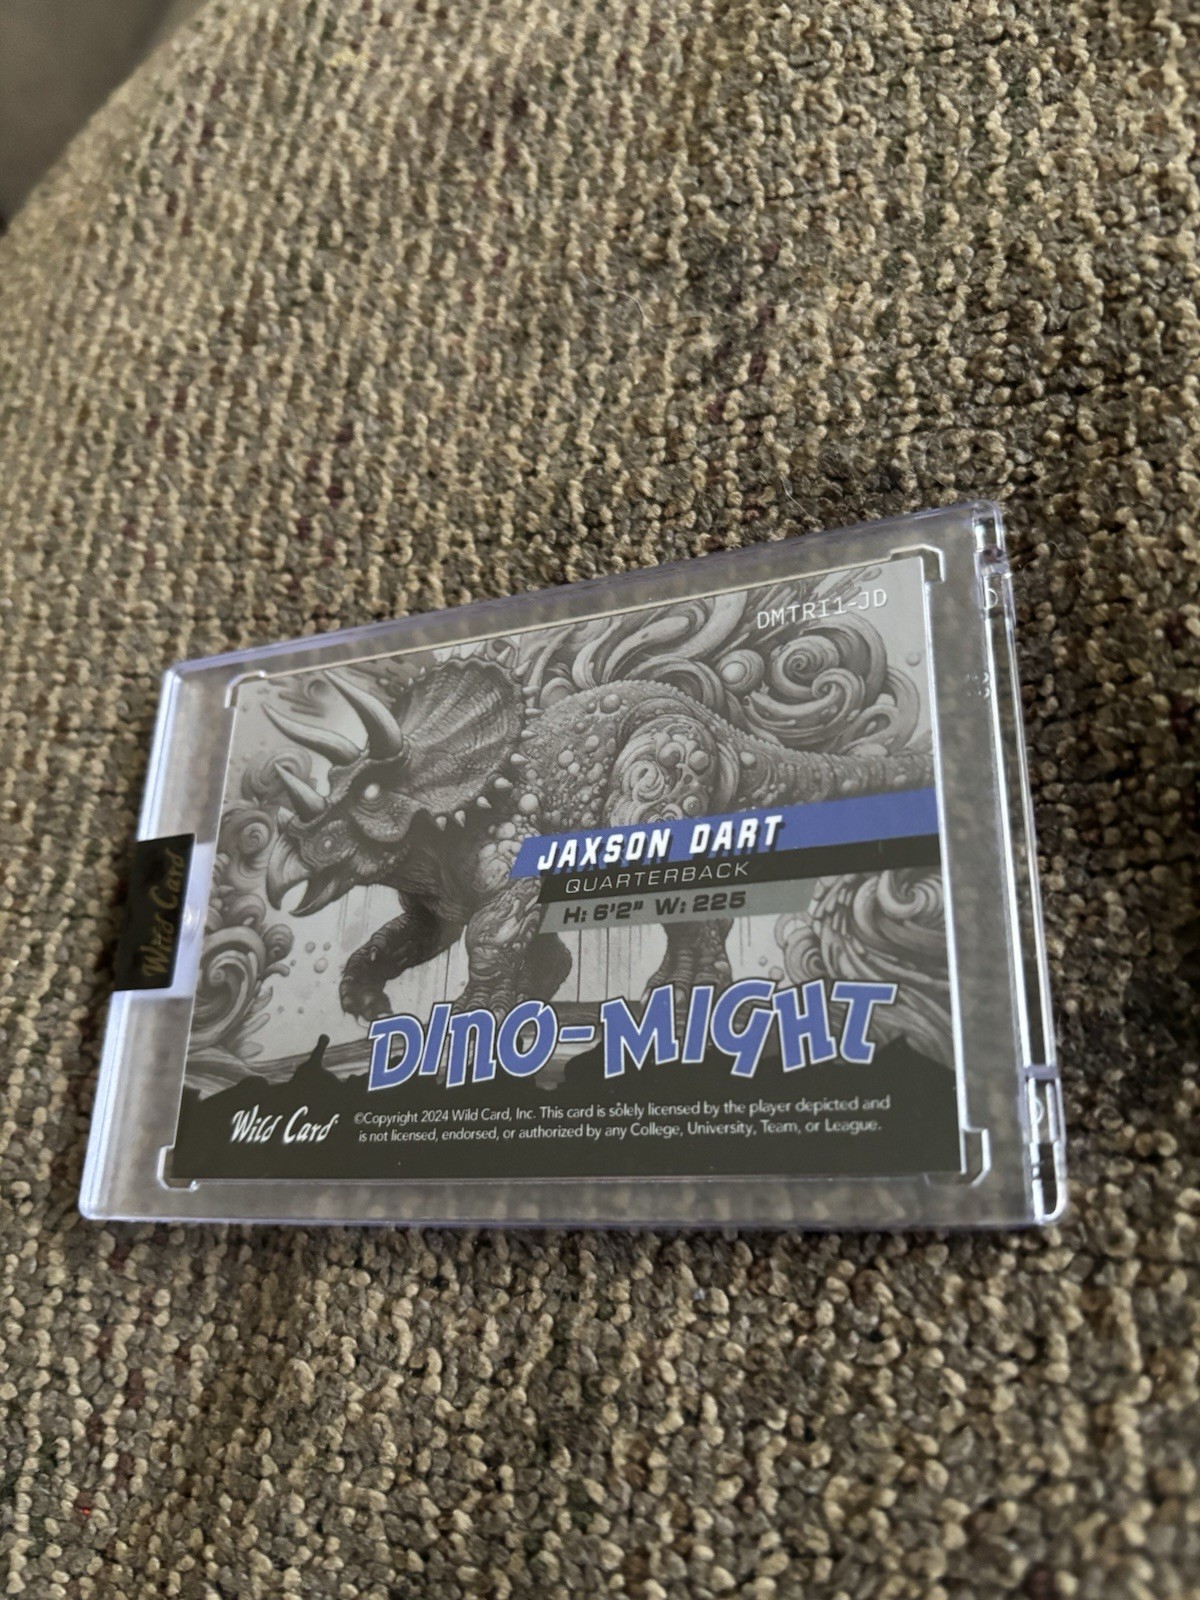 DMTRI1-JD
JAXSON DART
QUARTERBACK
H: 6'2" W: 225
DINO-MIGHT
Wild Card
Wild Card
©Copyright 2024 Wild Card, Inc. This card is solely licensed by the player depicted and
is not licensed, endorsed, or authorized by any College, University, Team, or League.